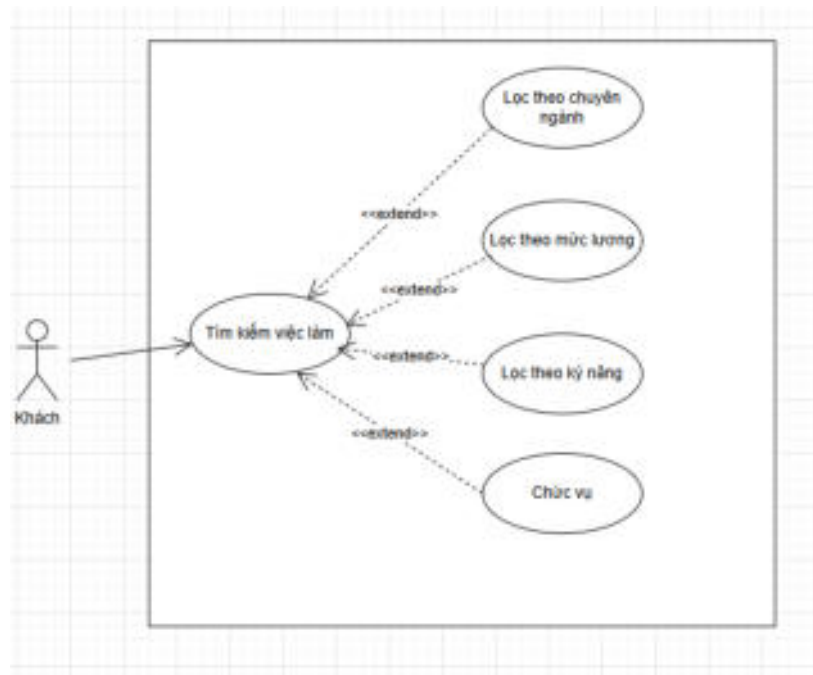 Lọc theo chuyên
ngành
<<extend>>
Lọc theo mức lương
<<extend>>
Tìm kiếm việc làm
<<extend>>
Lọc theo kỹ năng
Khách
<<extend>>
Chức vụ